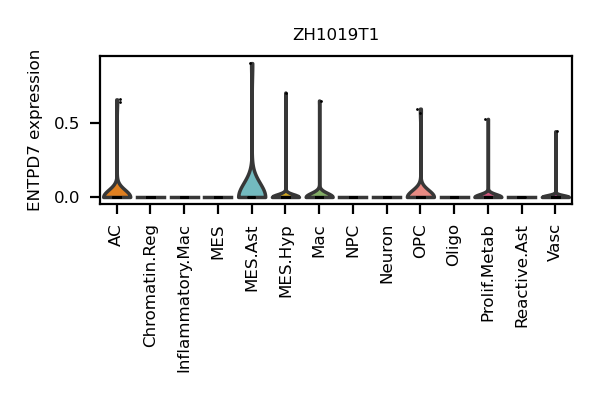 ZH1019T1
ENTPD7 expression
0.5
0.0
AC
Chromatin.Reg
Inflammatory.Mac
MES
MES.Ast
MES.Hyp
Mac
NPC
Neuron
OPC
Oligo
Prolif.Metab
Reactive.Ast
Vasc